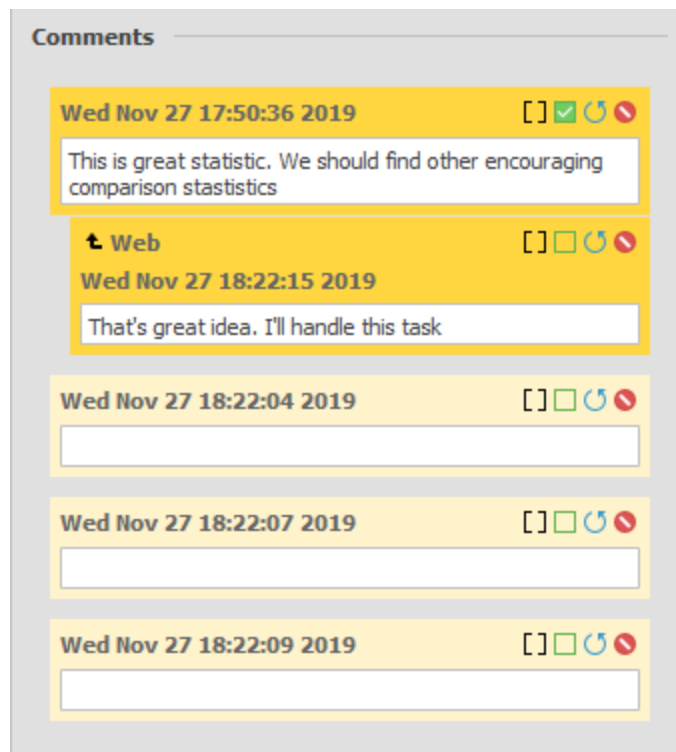 Comments
Wed Nov 27 17:50:36 2019
This is great statistic. We should find other encouraging
comparison stastistics
Web
Wed Nov 27 18:22:15 2019
That's great idea. I'll handle this task
Wed Nov 27 18:22:04 2019
Wed Nov 27 18:22:07 2019
Wed Nov 27 18:22:09 2019